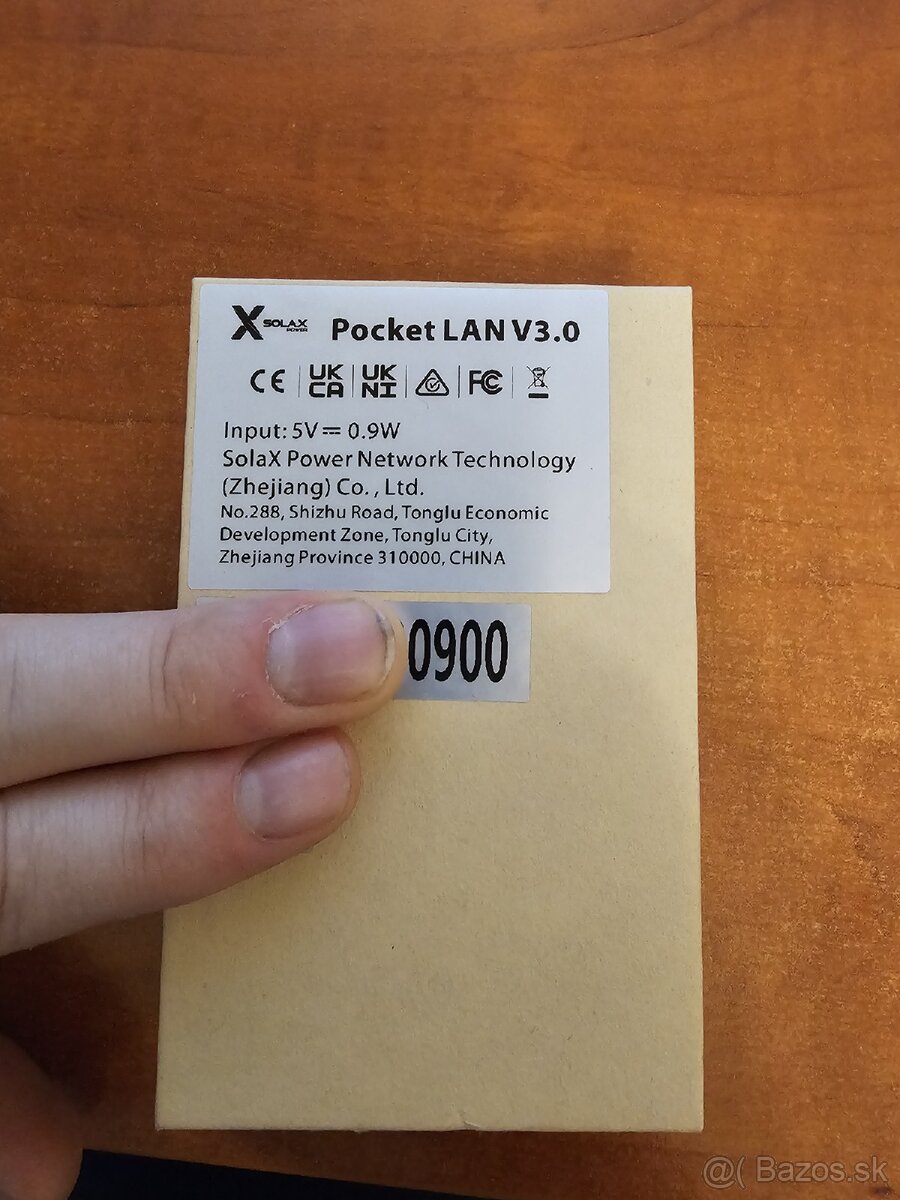 X SOLAX POWER Pocket LAN V3.0
CE UK CA UK NI FC
Input: 5V⎓ 0.9W
SolaX Power Network Technology
(Zhejiang) Co., Ltd.
No.288, Shizhu Road, Tonglu Economic
Development Zone, Tonglu City,
Zhejiang Province 310000, CHINA
0900
@( Bazos.sk